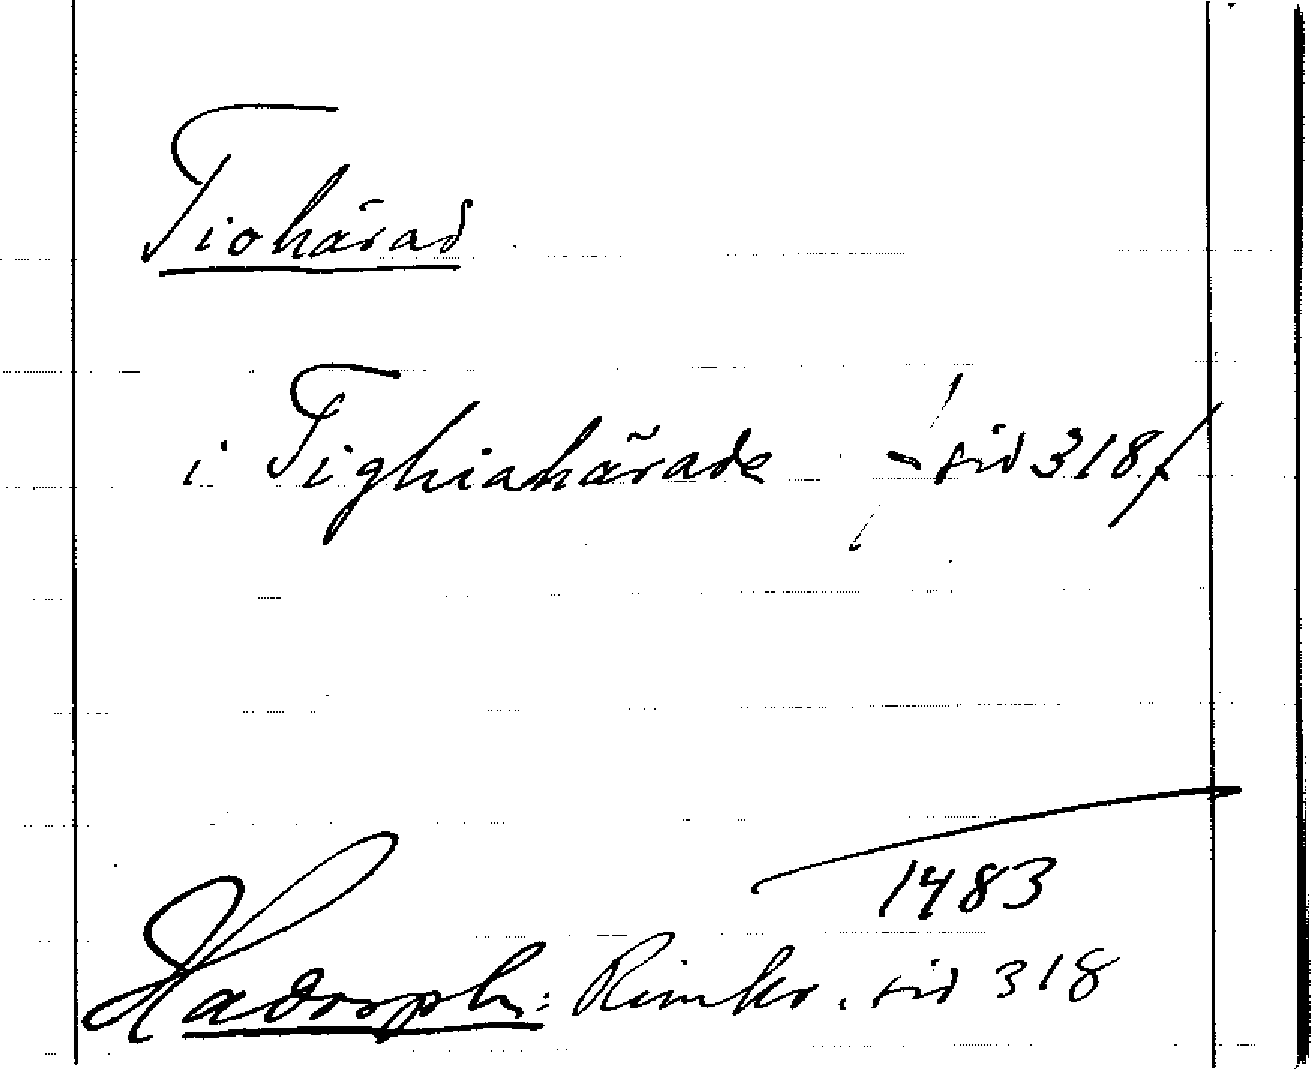 Tiohärad
i Tighiahärade - / sid 318 /
1483
Hadorph: Rimkr. sid 318